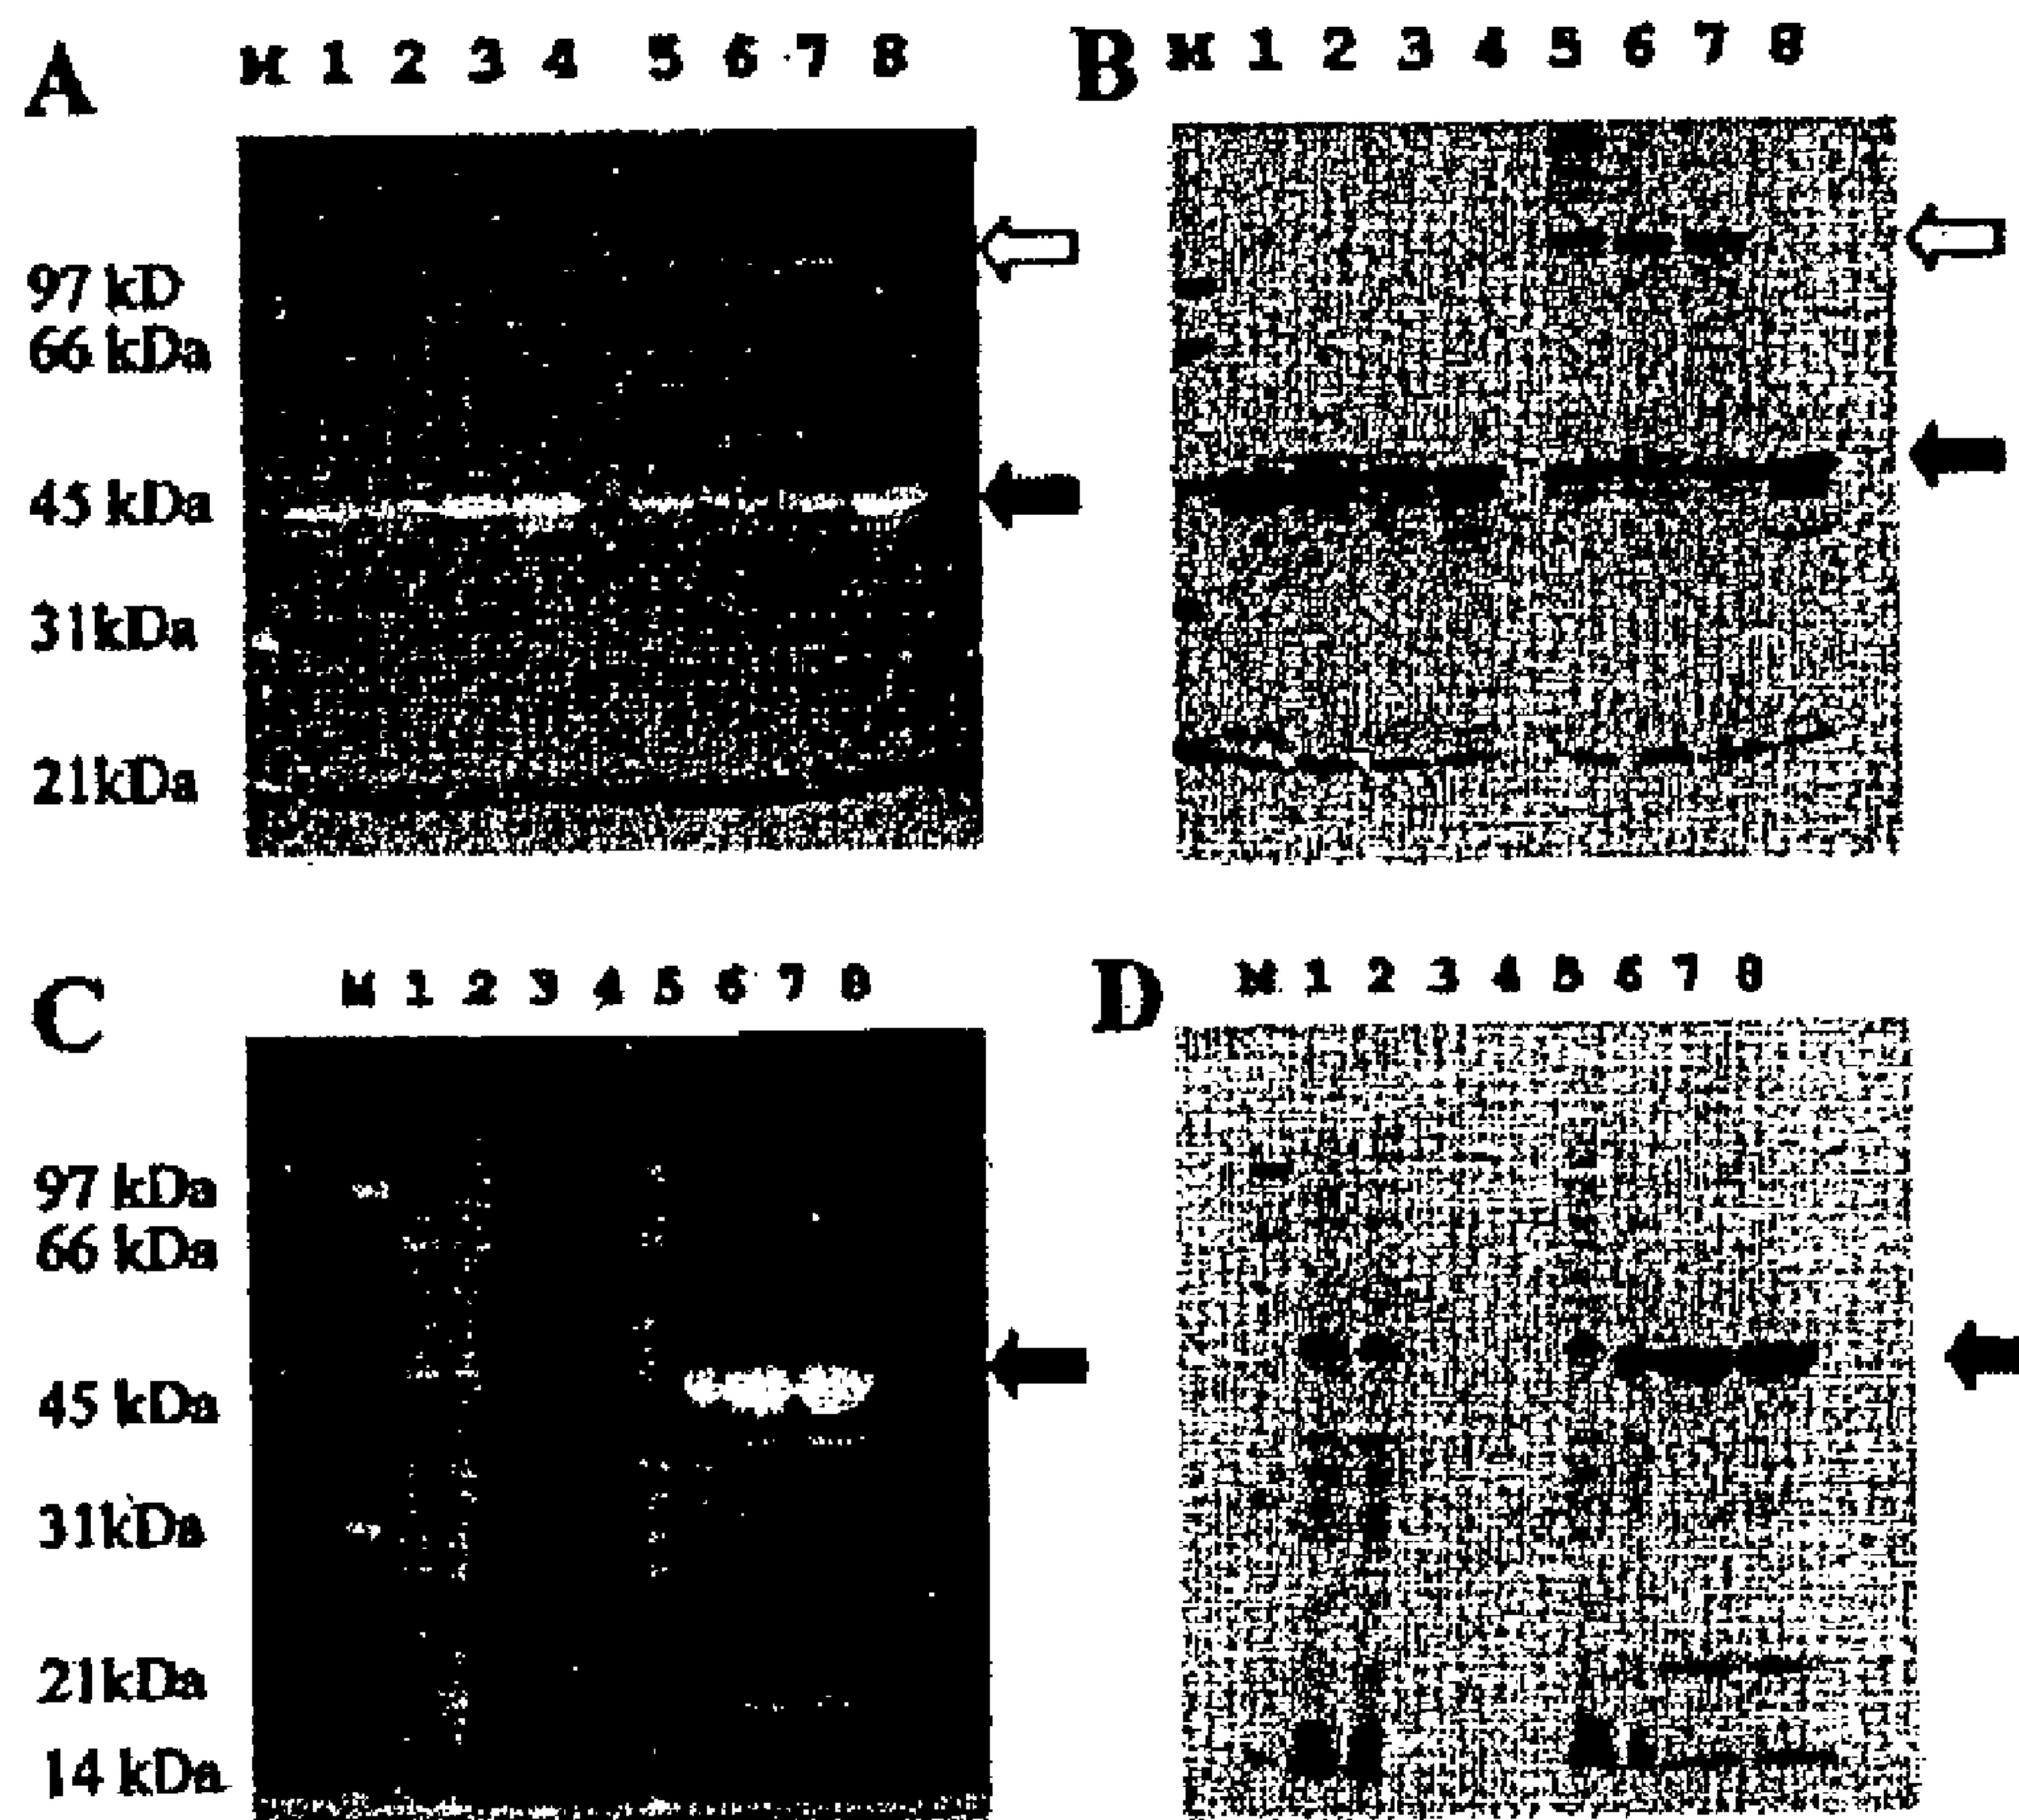 A M 1 2 3 4 5 6 7 8
B M 1 2 3 4 5 6 7 8
97 kD
66 kDa
45 kDa
31kDa
21kDa
C M 1 2 3 4 5 6 7 8
D M 1 2 3 4 5 6 7 8
97 kDa
66 kDa
45 kDa
31kDa
21kDa
14 kDa